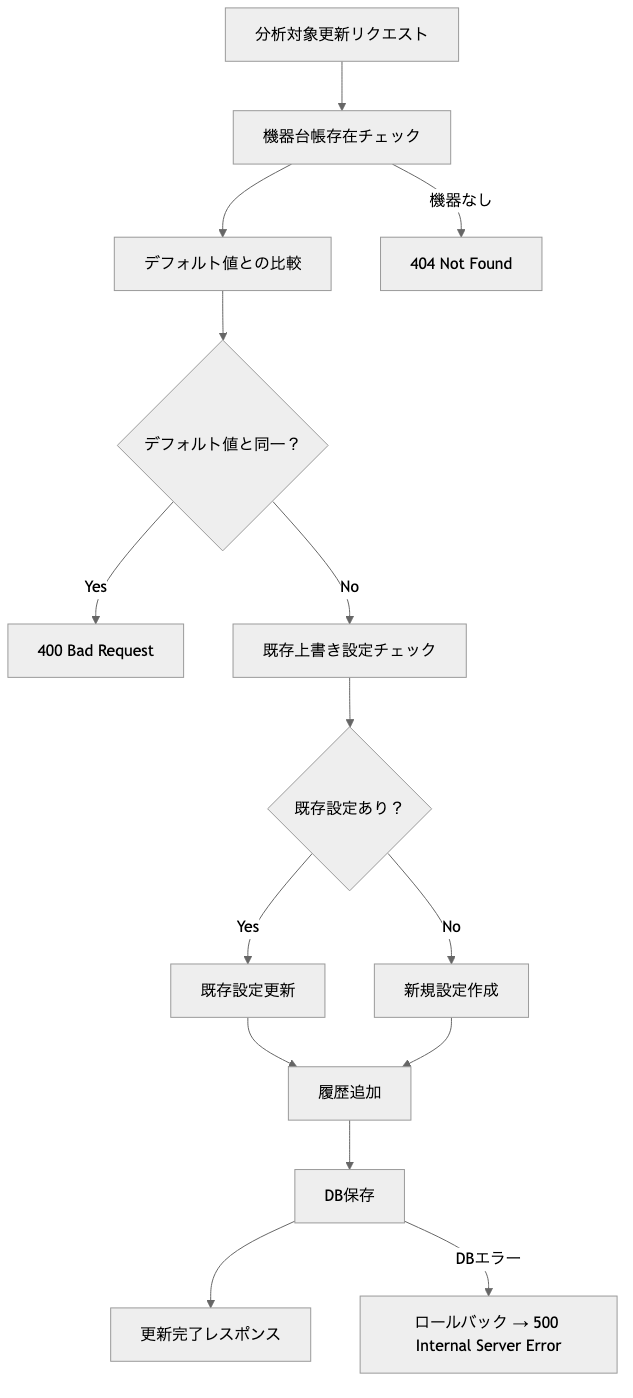 分析対象更新リクエスト
機器台帳存在チェック
機器なし
デフォルト値との比較
404 Not Found
デフォルト値と同一？
Yes
No
400 Bad Request
既存上書き設定チェック
既存設定あり？
Yes
No
既存設定更新
新規設定作成
履歴追加
DB保存
DBエラー
更新完了レスポンス
ロールバック → 500
Internal Server Error